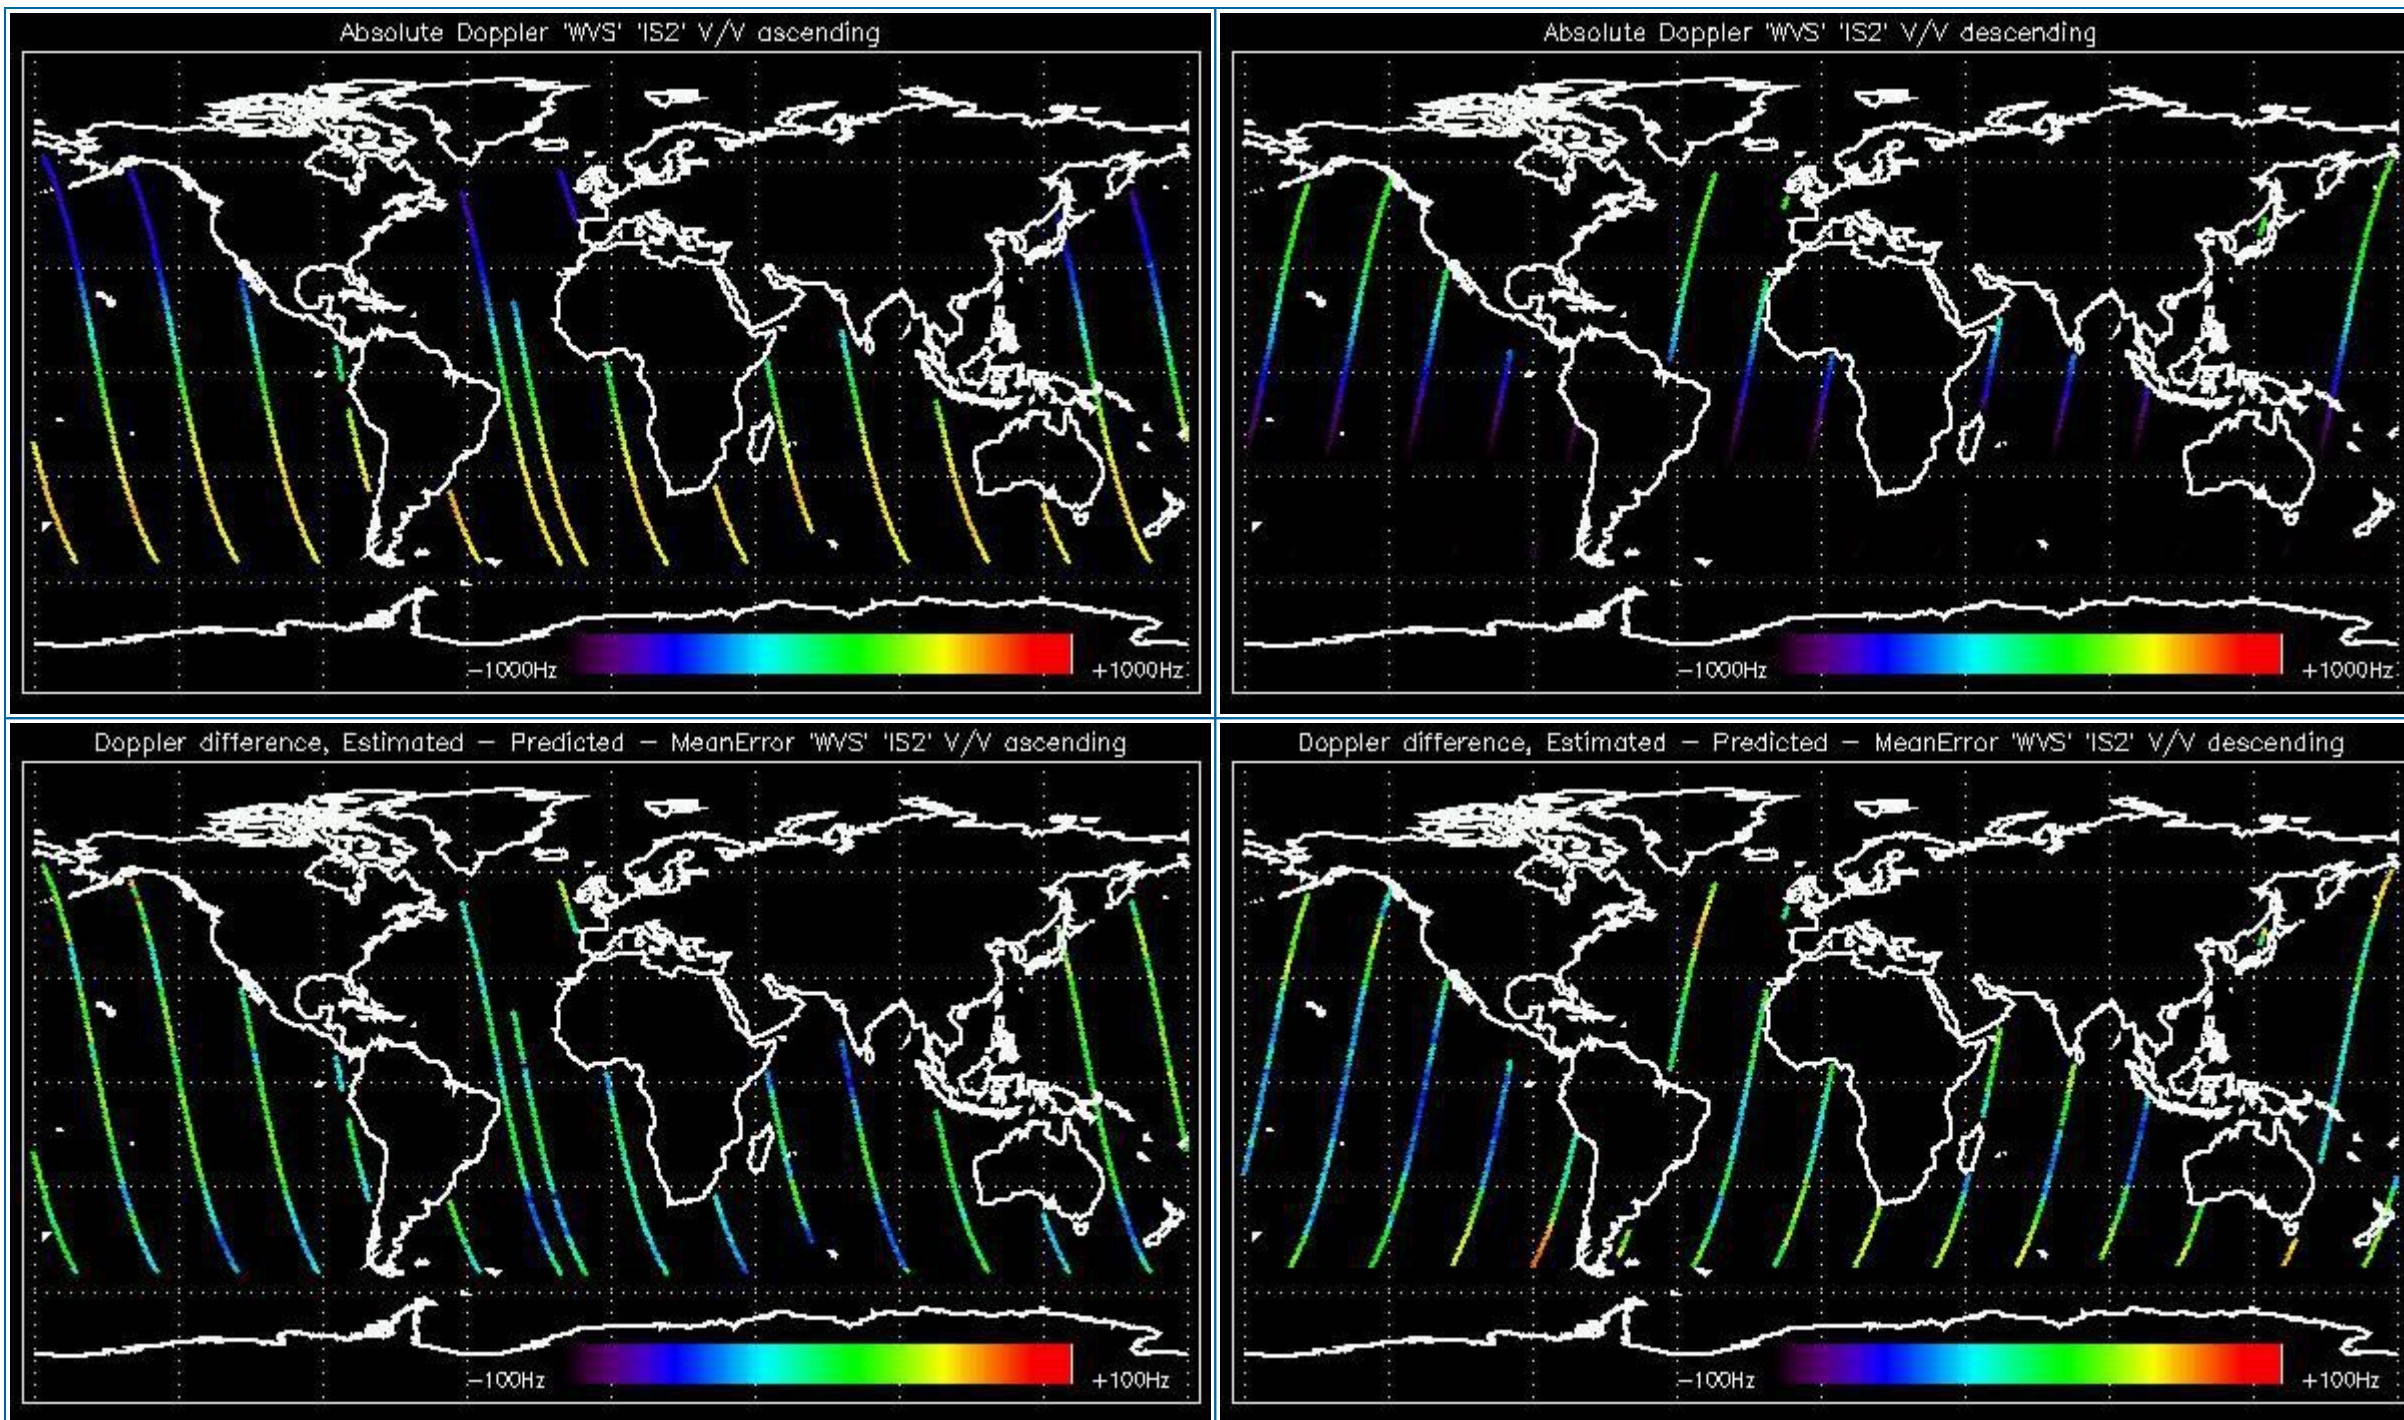 Absolute Doppler 'WVS' 'IS2' V/V ascending
-1000Hz
+1000Hz
Absolute Doppler 'WVS' 'IS2' V/V descending
-1000Hz
+1000Hz
Doppler difference, Estimated - Predicted - MeanError 'WVS' 'IS2' V/V ascending
-100Hz
+100Hz
Doppler difference, Estimated - Predicted - MeanError 'WVS' 'IS2' V/V descending
-100Hz
+100Hz